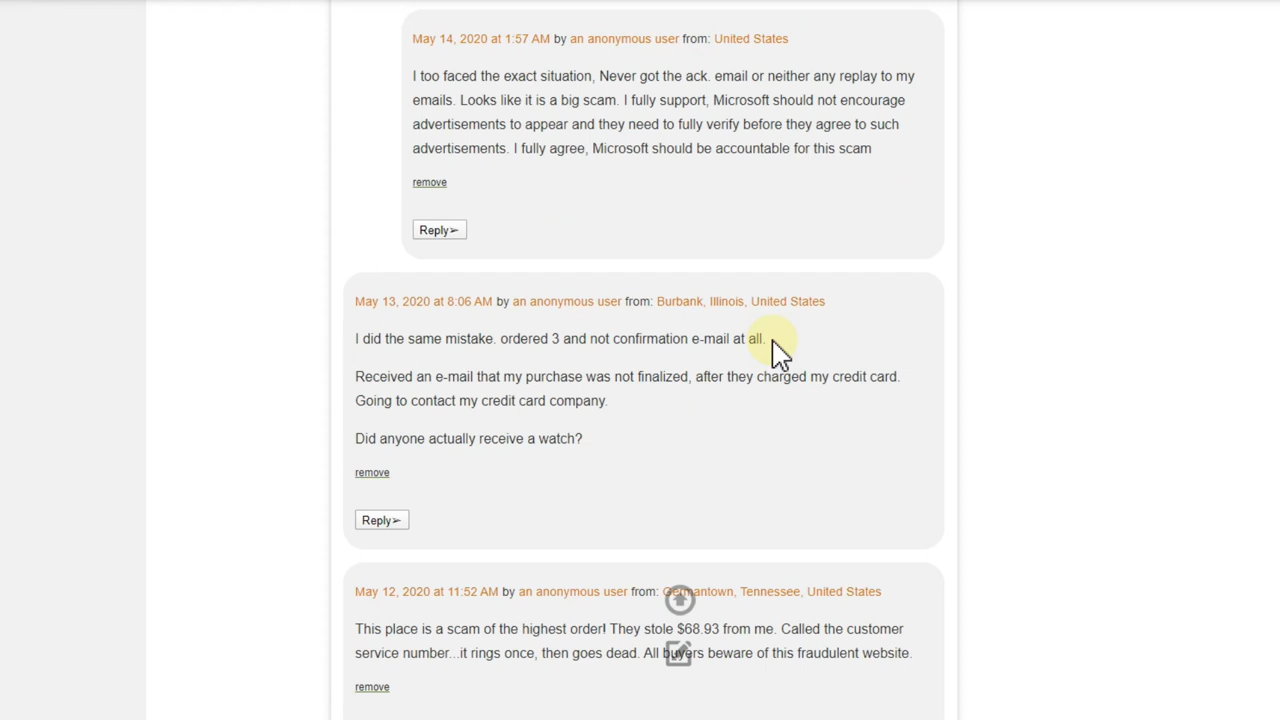 May 14, 2020 at 1:57 AM by an anonymous user from: United States
I too faced the exact situation, Never got the ack. email or neither any replay to my
emails. Looks like it is a big scam. I fully support, Microsoft should not encourage
advertisements to appear and they need to fully verify before they agree to such
advertisements. I fully agree, Microsoft should be accountable for this scam
remove
Reply➢
May 13, 2020 at 8:06 AM by an anonymous user from: Burbank, Illinois, United States
I did the same mistake. ordered 3 and not confirmation e-mail at all.
Received an e-mail that my purchase was not finalized, after they charged my credit card.
Going to contact my credit card company.
Did anyone actually receive a watch?
remove
Reply➢
May 12, 2020 at 11:52 AM by an anonymous user from: Germantown, Tennessee, United States
This place is a scam of the highest order! They stole $68.93 from me. Called the customer
service number...it rings once, then goes dead. All buyers beware of this fraudulent website.
remove